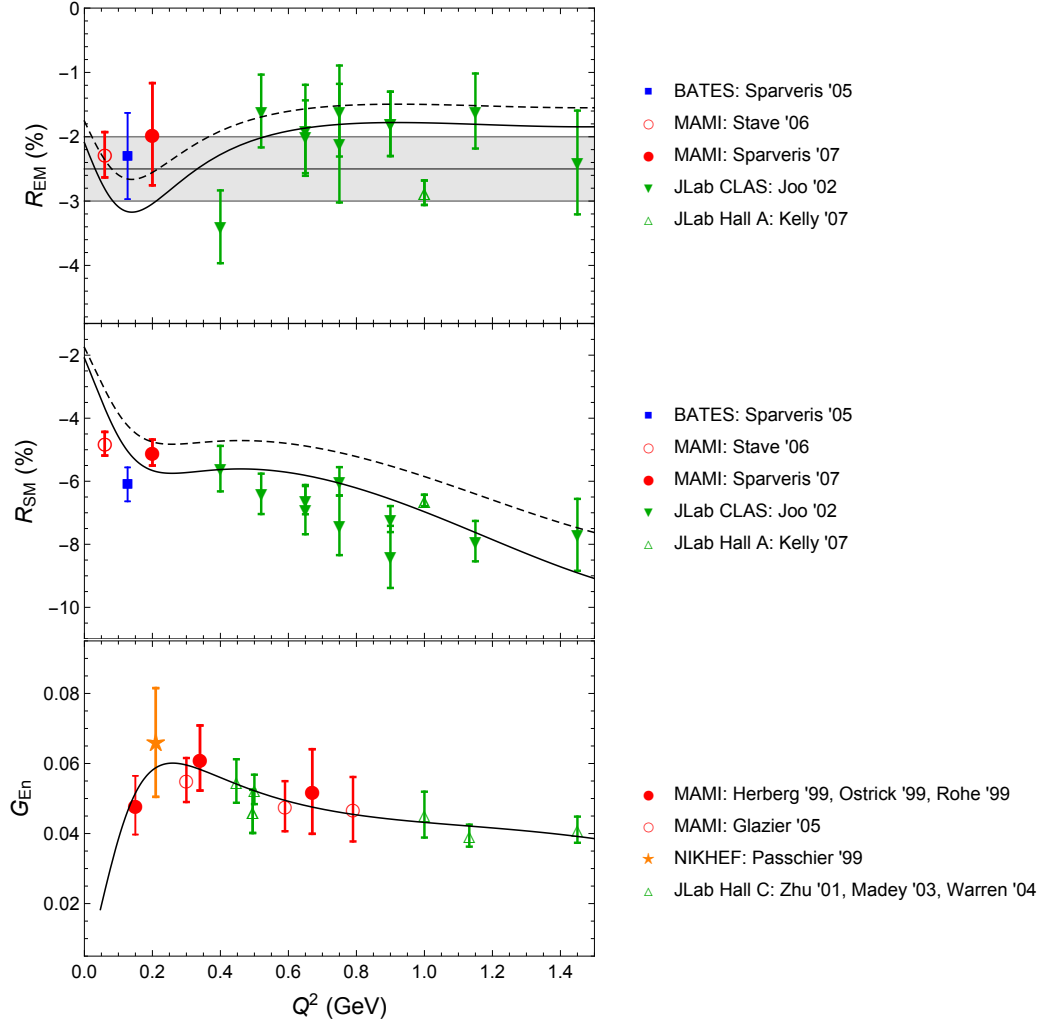 0
−1
−2
−3
−4
R_EM (%)
BATES: Sparveris '05
MAMI: Stave '06
MAMI: Sparveris '07
JLab CLAS: Joo '02
JLab Hall A: Kelly '07
−2
−4
−6
−8
−10
R_SM (%)
BATES: Sparveris '05
MAMI: Stave '06
MAMI: Sparveris '07
JLab CLAS: Joo '02
JLab Hall A: Kelly '07
0.08
0.06
0.04
0.02
G_En
MAMI: Herberg '99, Ostrick '99, Rohe '99
MAMI: Glazier '05
NIKHEF: Passchier '99
JLab Hall C: Zhu '01, Madey '03, Warren '04
0.0 0.2 0.4 0.6 0.8 1.0 1.2 1.4
Q² (GeV)